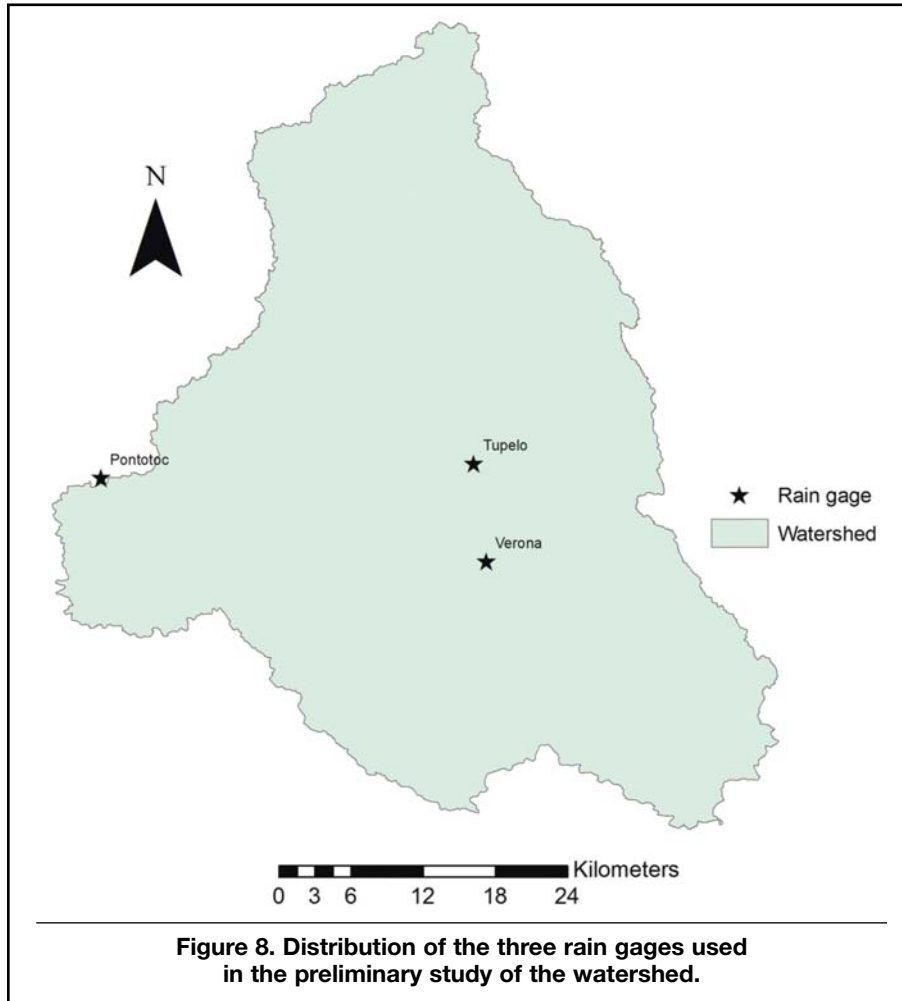 N
Pontotoc
Tupelo
Verona
Rain gage
Watershed
Kilometers
0 3 6 12 18 24
Figure 8. Distribution of the three rain gages used
in the preliminary study of the watershed.